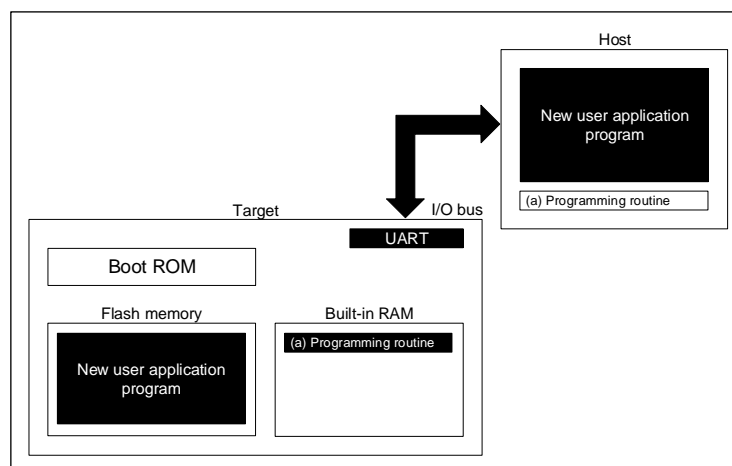 Host
New user application
program
(a) Programming routine
Target
I/O bus
UART
Boot ROM
Flash memory
Built-in RAM
New user application
program
(a) Programming routine